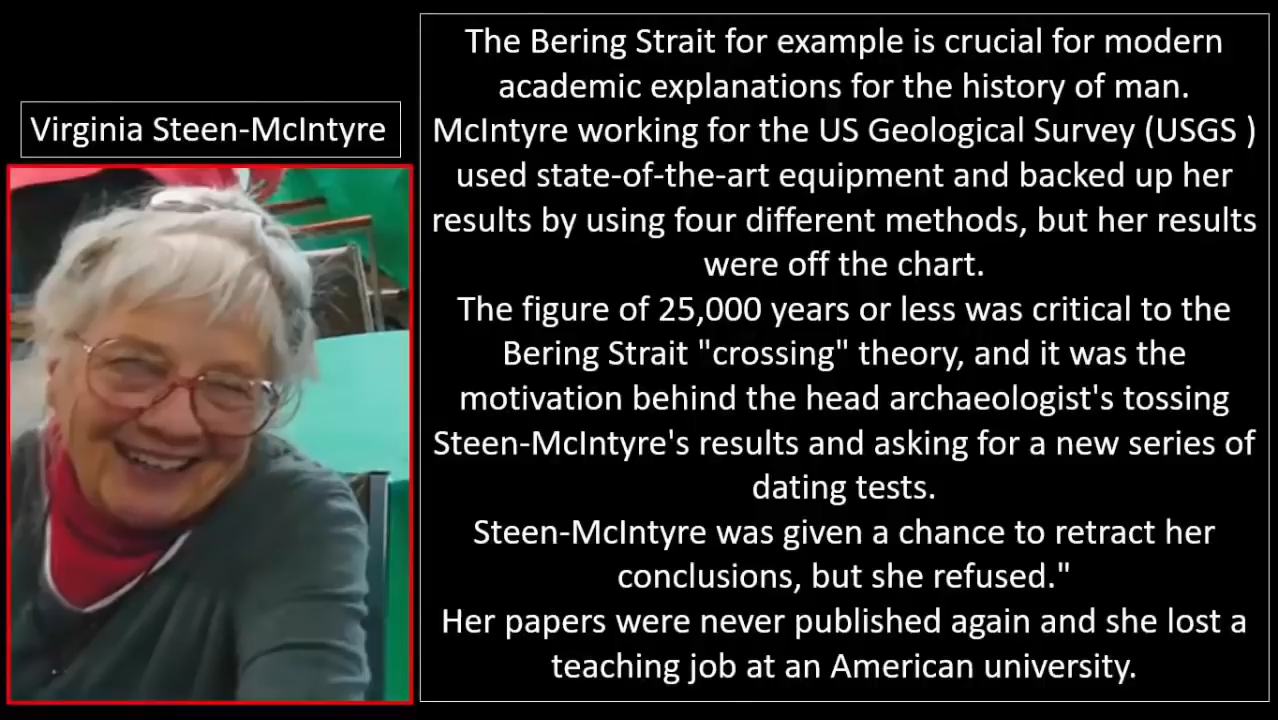 Virginia Steen-McIntyre
The Bering Strait for example is crucial for modern
academic explanations for the history of man.
McIntyre working for the US Geological Survey (USGS )
used state-of-the-art equipment and backed up her
results by using four different methods, but her results
were off the chart.
The figure of 25,000 years or less was critical to the
Bering Strait "crossing" theory, and it was the
motivation behind the head archaeologist's tossing
Steen-McIntyre's results and asking for a new series of
dating tests.
Steen-McIntyre was given a chance to retract her
conclusions, but she refused."
Her papers were never published again and she lost a
teaching job at an American university.